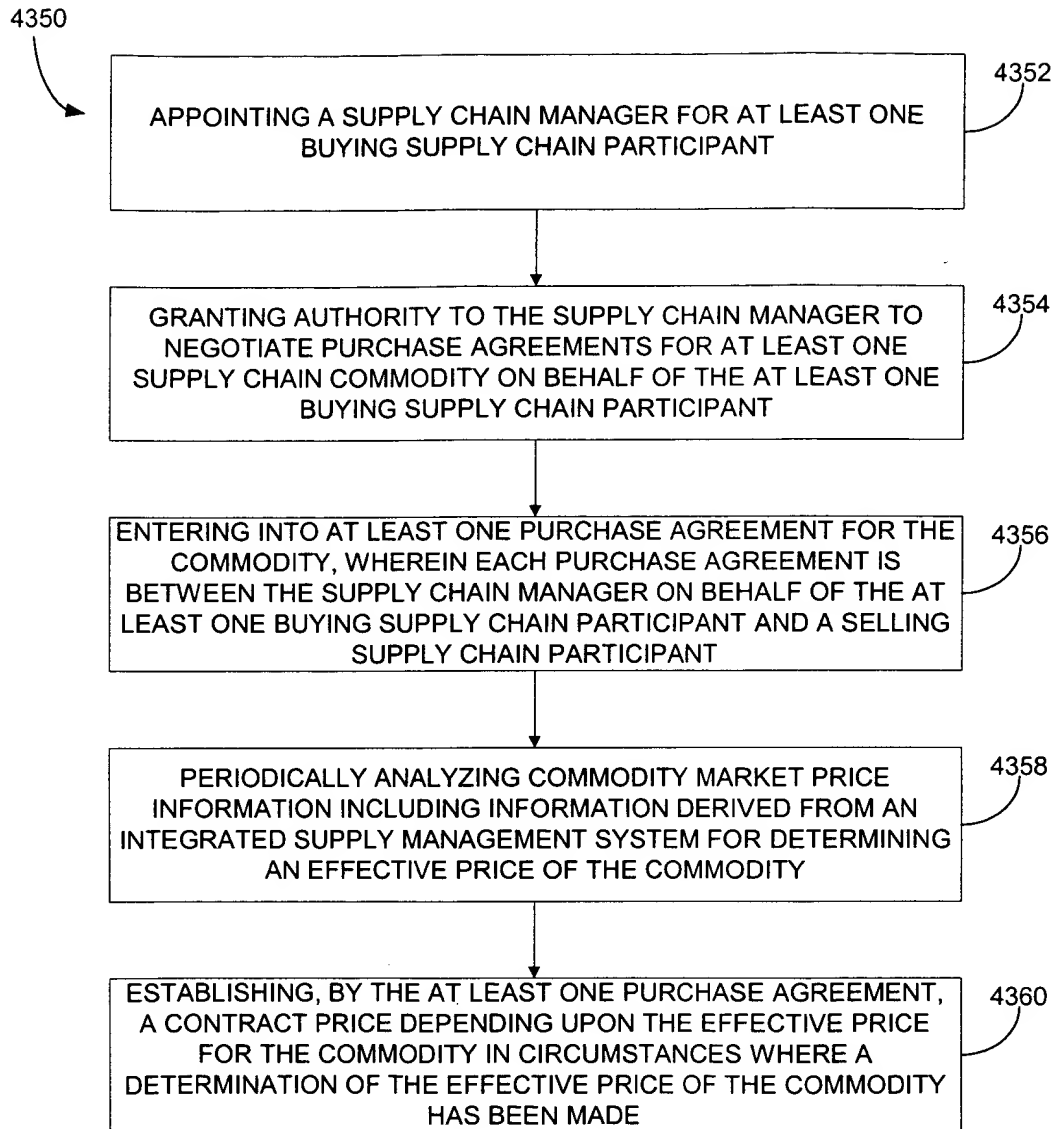 4350
4352
APPOINTING A SUPPLY CHAIN MANAGER FOR AT LEAST ONE
BUYING SUPPLY CHAIN PARTICIPANT
4354
GRANTING AUTHORITY TO THE SUPPLY CHAIN MANAGER TO
NEGOTIATE PURCHASE AGREEMENTS FOR AT LEAST ONE
SUPPLY CHAIN COMMODITY ON BEHALF OF THE AT LEAST ONE
BUYING SUPPLY CHAIN PARTICIPANT
4356
ENTERING INTO AT LEAST ONE PURCHASE AGREEMENT FOR THE
COMMODITY, WHEREIN EACH PURCHASE AGREEMENT IS
BETWEEN THE SUPPLY CHAIN MANAGER ON BEHALF OF THE AT
LEAST ONE BUYING SUPPLY CHAIN PARTICIPANT AND A SELLING
SUPPLY CHAIN PARTICIPANT
4358
PERIODICALLY ANALYZING COMMODITY MARKET PRICE
INFORMATION INCLUDING INFORMATION DERIVED FROM AN
INTEGRATED SUPPLY MANAGEMENT SYSTEM FOR DETERMINING
AN EFFECTIVE PRICE OF THE COMMODITY
4360
ESTABLISHING, BY THE AT LEAST ONE PURCHASE AGREEMENT,
A CONTRACT PRICE DEPENDING UPON THE EFFECTIVE PRICE
FOR THE COMMODITY IN CIRCUMSTANCES WHERE A
DETERMINATION OF THE EFFECTIVE PRICE OF THE COMMODITY
HAS BEEN MADE